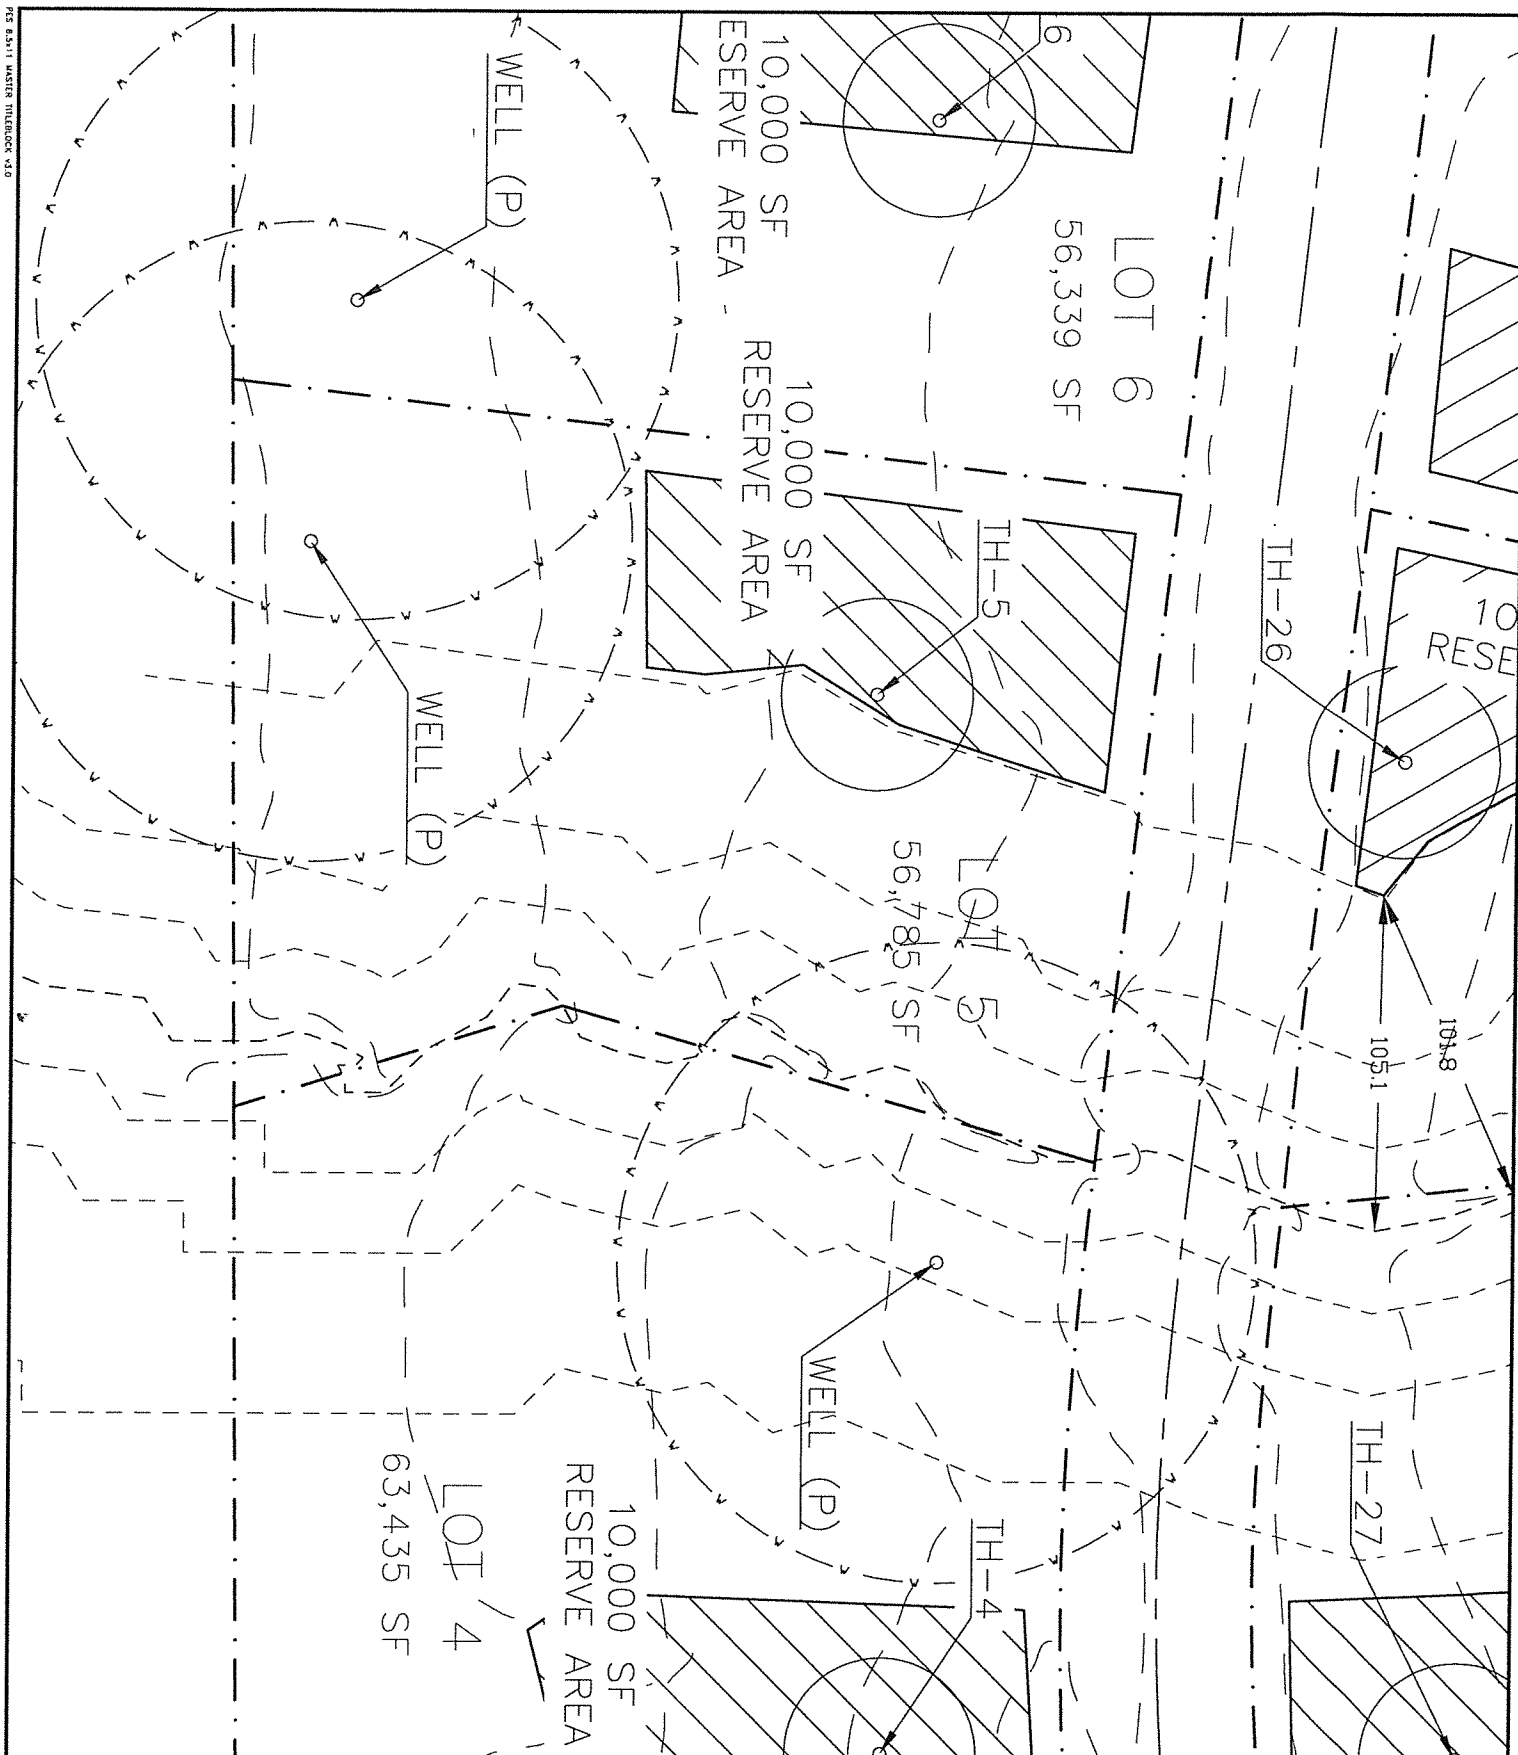 PES 8.5x11 MASTER TITLEBLOCK v3.0
WELL (P)
10,000 SF
ESERVE AREA
6
LOT 6
56,339 SF
10,000 SF
RESERVE AREA
TH-5
TH-26
10
RESE
WELL (P)
LOT 5
56,785 SF
101.8
105.1
WELL (P)
TH-27
TH-4
LOT 4
63,435 SF
10,000 SF
RESERVE AREA